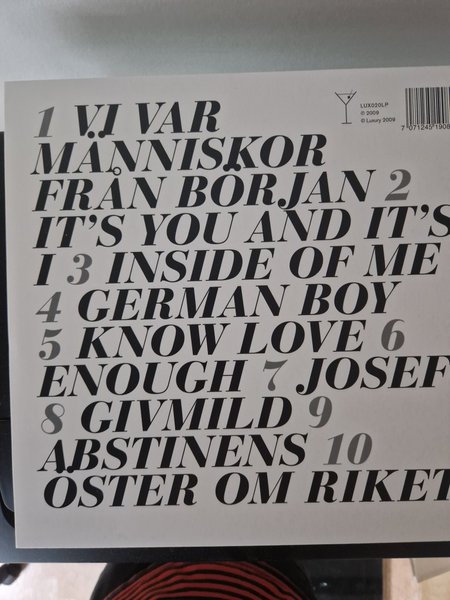 LUX020LP
℗ 2009
© Luxury 2009
7 071245 1908
1 VI VAR
MÄNNISKOR
FRÅN BÖRJAN 2
IT'S YOU AND IT'S
I 3 INSIDE OF ME
4 GERMAN BOY
5 KNOW LOVE 6
ENOUGH 7 JOSEF
8 GIVMILD 9
ABSTINENS 10
ÖSTER OM RIKET